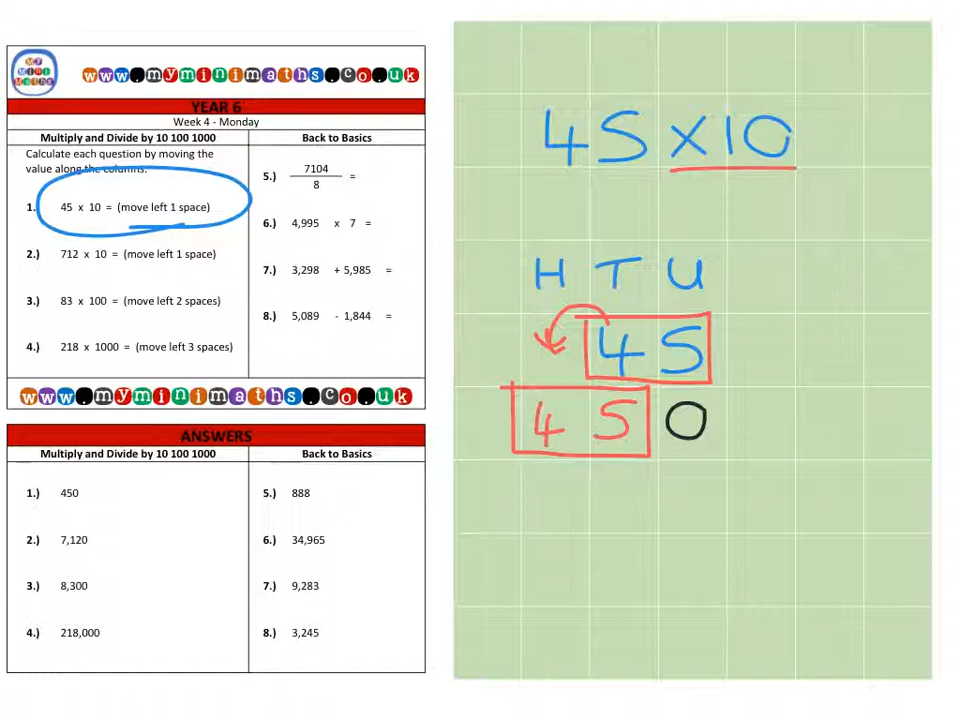 My
Mini
Maths
www.myminimaths.co.uk
YEAR 6
Week 4 - Monday
Multiply and Divide by 10 100 1000
Calculate each question by moving the
value along the columns.
1.) 45 x 10 = (move left 1 space)
2.) 712 x 10 = (move left 1 space)
3.) 83 x 100 = (move left 2 spaces)
4.) 218 x 1000 = (move left 3 spaces)
Back to Basics
5.) 7104
8 =
6.) 4,995 x 7 =
7.) 3,298 + 5,985 =
8.) 5,089 - 1,844 =
www.myminimaths.co.uk
ANSWERS
Multiply and Divide by 10 100 1000
1.) 450
2.) 7,120
3.) 8,300
4.) 218,000
Back to Basics
5.) 888
6.) 34,965
7.) 9,283
8.) 3,245
45 x 10
H T U
4 5
4 5 0